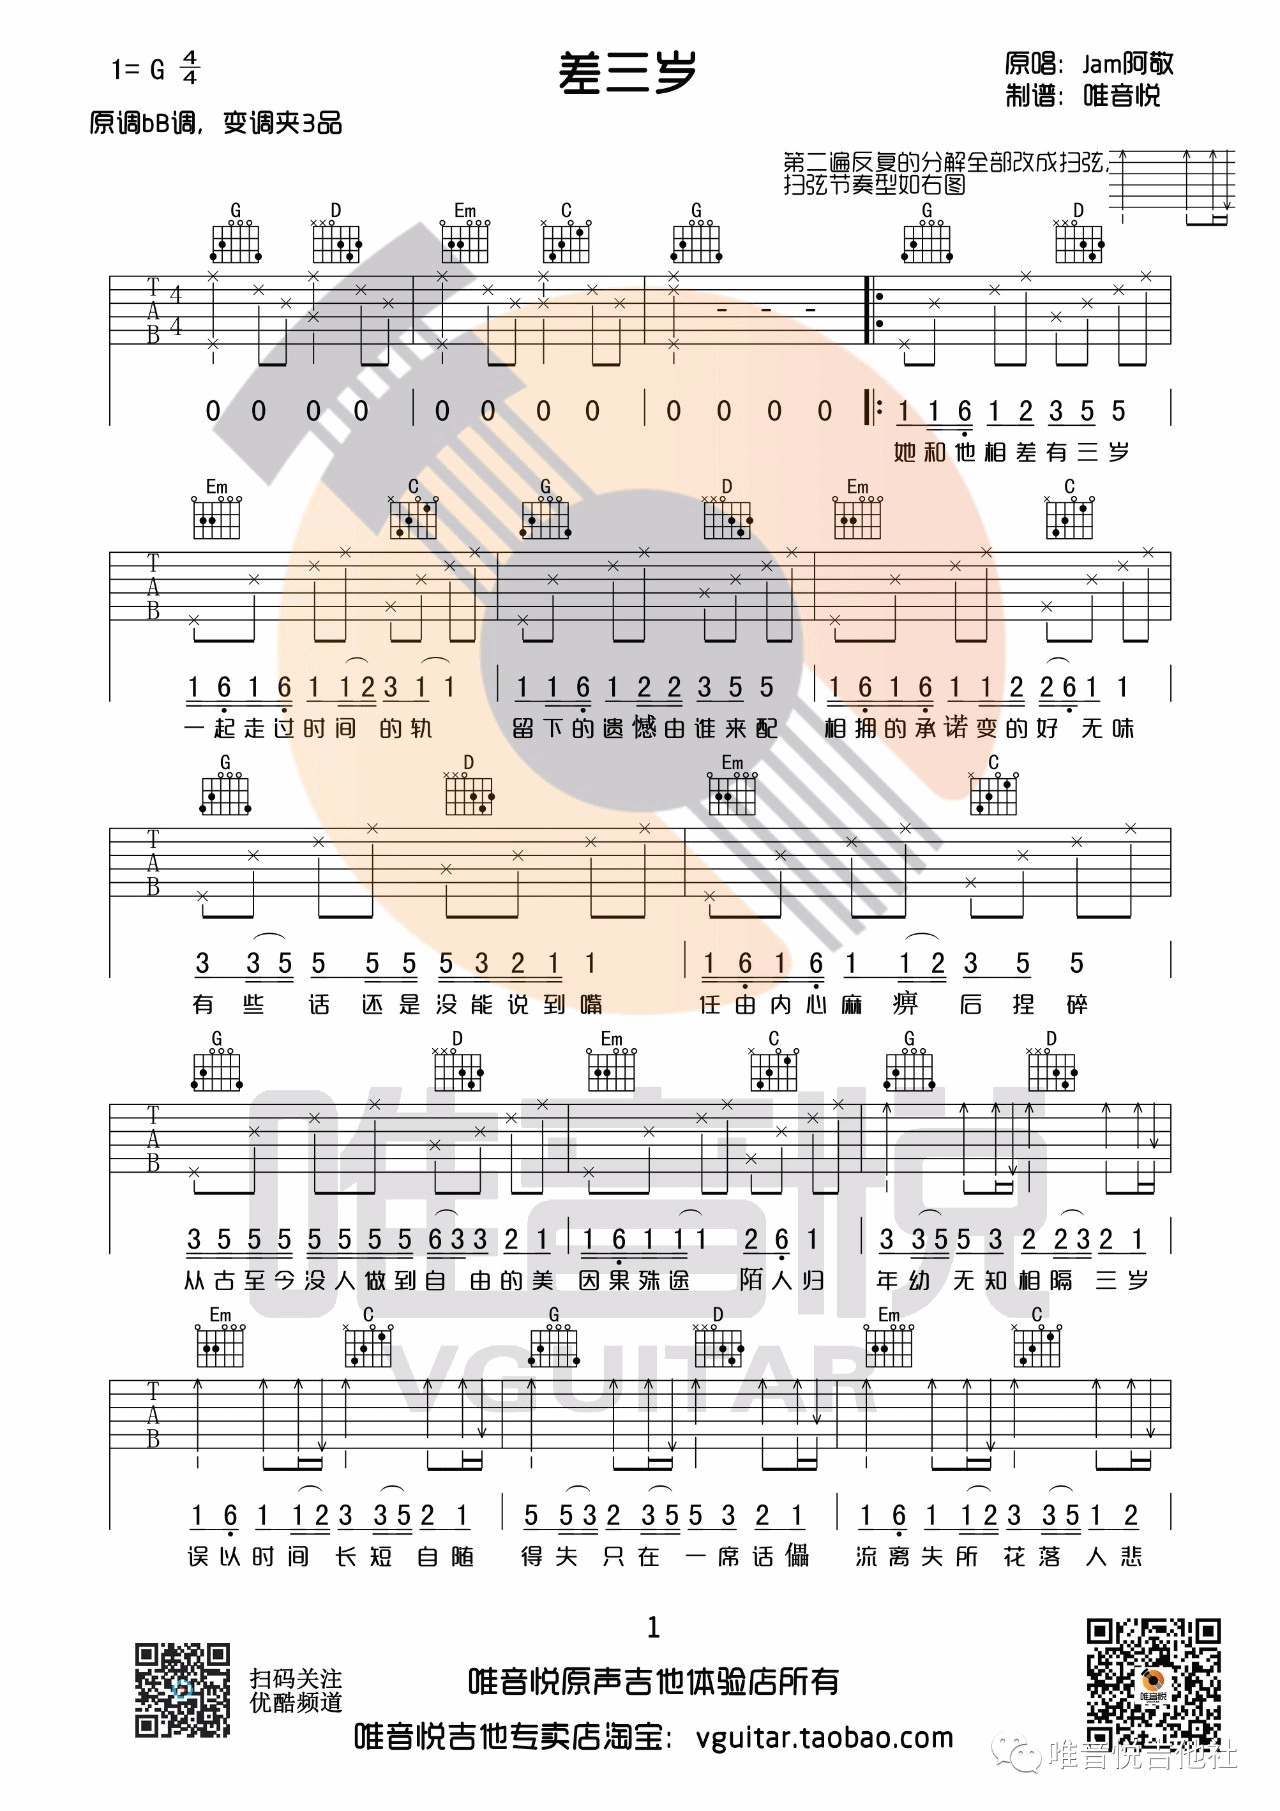 差三岁
1= G 4/4
原调bB调，变调夹3品
原唱：Jam阿敬
制谱：唯音悦
第二遍反复的分解全部改成扫弦，
扫弦节奏型如右图
G D Em C G G D
T A B 4 4
0 0 0 0 0 0 0 0 0 0 0 0 1 1 6 1 2 3 5 5
她和他相差有三岁
Em C G D Em C
T A B
1 6 1 6 1 1 2 3 1 1 1 1 6 1 2 2 3 5 5 1 6 1 6 1 1 2 2 6 1 1
一起走过时间 的轨 留下的遗憾由谁来配 相拥的承诺变的好 无味
G D Em C
T A B
3 3 5 5 5 5 5 3 2 1 1 1 6 1 6 1 1 2 3 5 5
有些 话 还是没能说到嘴 任由内心麻 痹 后捏碎
G D Em C G D
T A B
3 5 5 5 5 5 5 5 6 3 3 2 1 1 6 1 1 1 2 6 3 3 5 5 3 2 2 3 2 1
从古至今没人做到自由的美 因果殊途 陌人归 年幼无知相隔三岁
Em C G D Em C
T A B
1 6 1 1 2 3 3 5 2 1 5 5 3 2 3 5 5 3 2 1 1 6 1 1 2 3 3 5 1 2
误以时间长短自随 得失只在一席话儡 流离失所花落人悲
唯音悦
VGUITAR
1
扫码关注
优酷频道
唯音悦原声吉他体验店所有
唯音悦吉他专卖店淘宝：vguitar.taobao.com
唯音悦
唯音悦吉他社